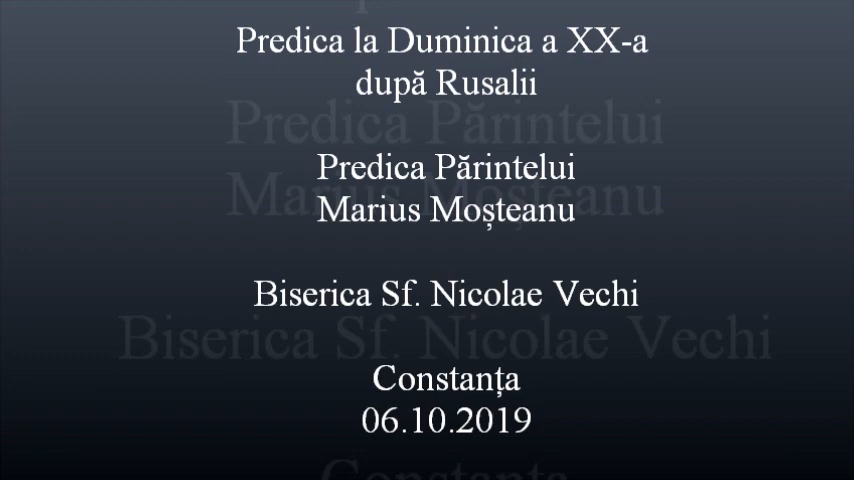 Predica la Duminica a XX-a
după Rusalii
Predica Părintelui
Marius Moșteanu
Biserica Sf. Nicolae Vechi
Constanța
06.10.2019